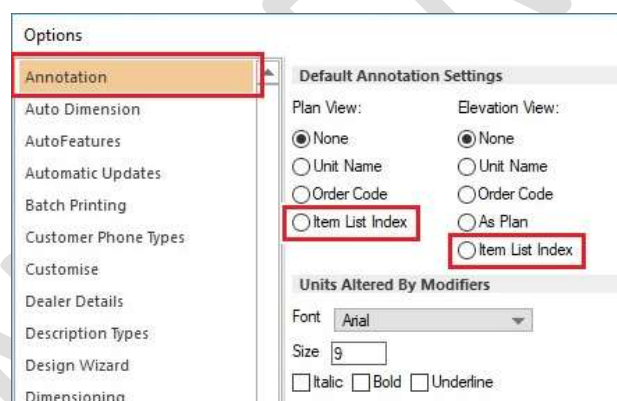 Options
Annotation
Auto Dimension
AutoFeatures
Automatic Updates
Batch Printing
Customer Phone Types
Customise
Dealer Details
Description Types
Design Wizard
Dimensioning
Default Annotation Settings
Plan View: Elevation View:
None None
Unit Name Unit Name
Order Code Order Code
Item List Index As Plan
Item List Index
Units Altered By Modifiers
Font Arial
Size 9
Italic Bold Underline